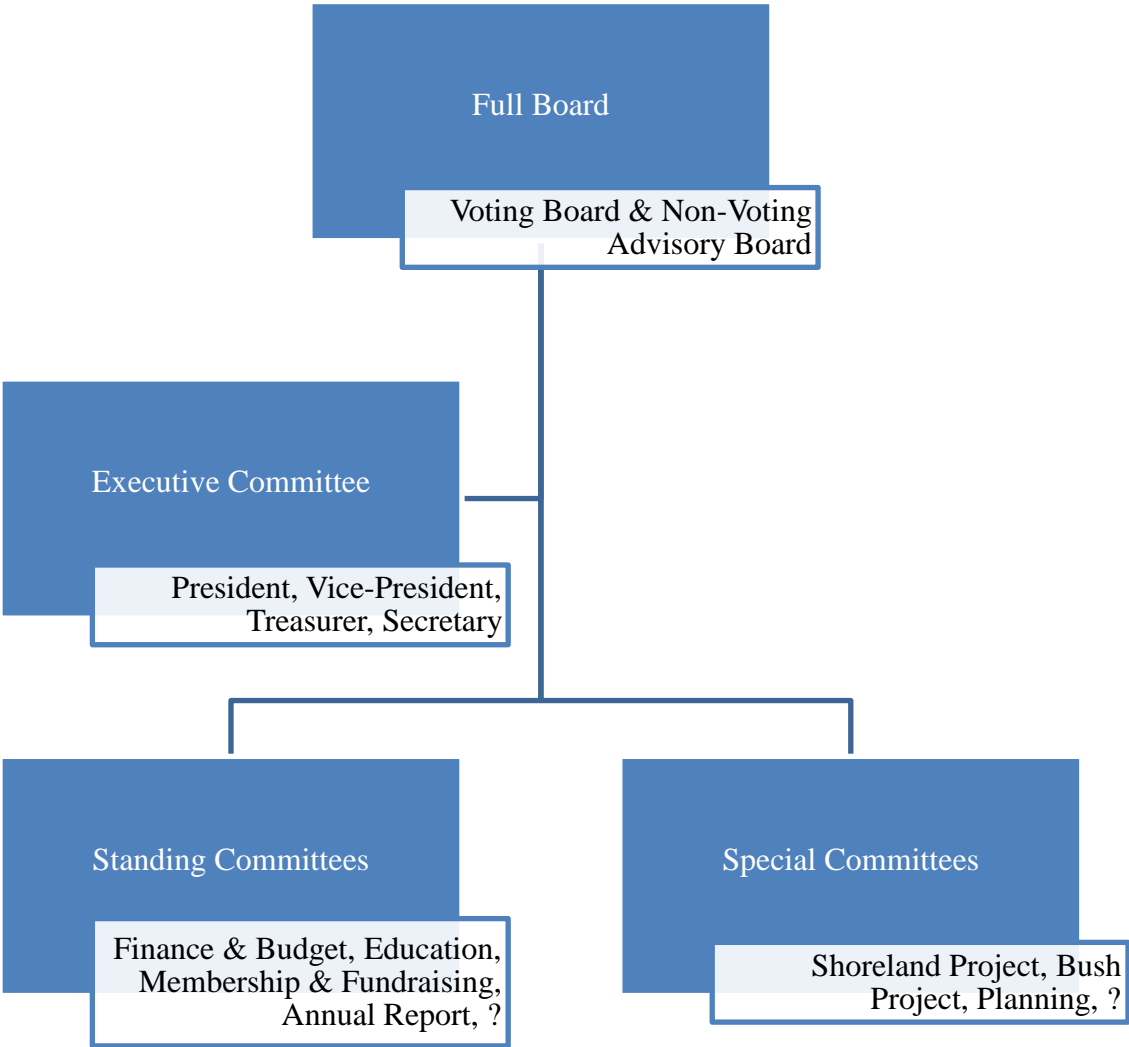 Full Board
Voting Board & Non-Voting
Advisory Board
Executive Committee
President, Vice-President,
Treasurer, Secretary
Standing Committees
Finance & Budget, Education,
Membership & Fundraising,
Annual Report, ?
Special Committees
Shoreland Project, Bush
Project, Planning, ?